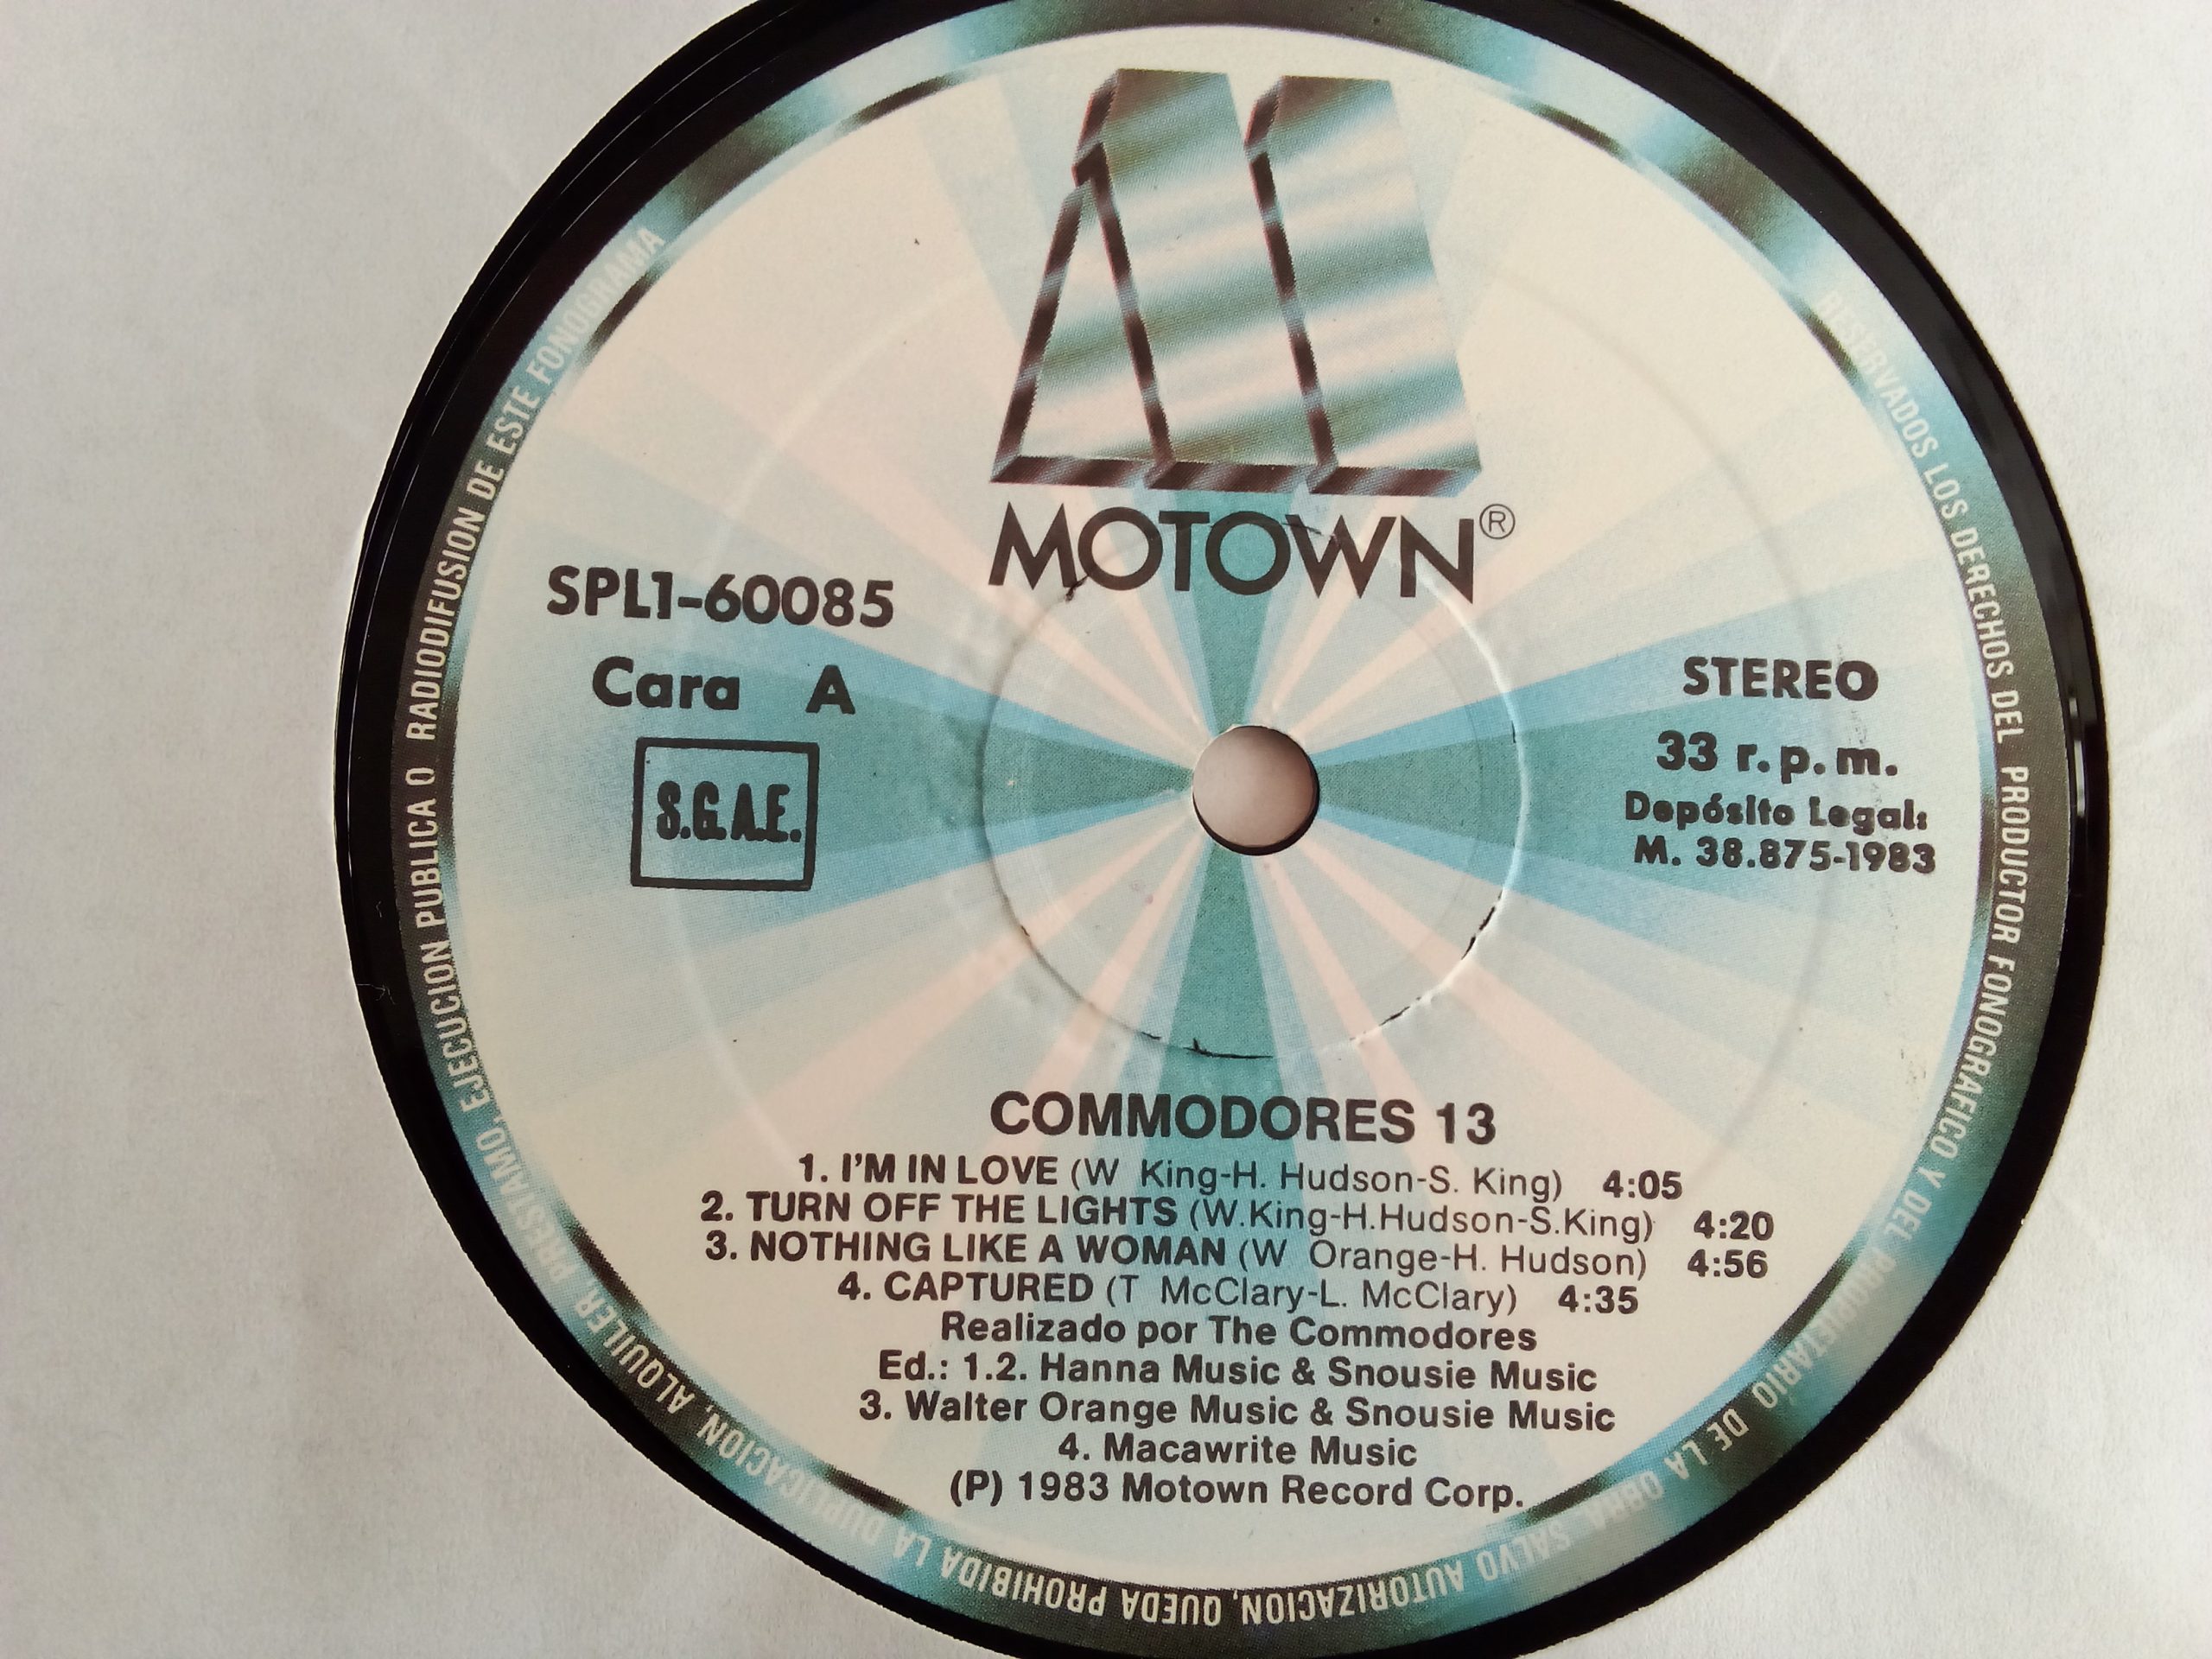 MOTOWN®
SPL1-60085
Cara A
S.G.A.E.
STEREO
33 r.p.m.
Depósito Legal:
M. 38.875-1983
COMMODORES 13
1. I'M IN LOVE (W King-H. Hudson-S. King) 4:05
2. TURN OFF THE LIGHTS (W.King-H.Hudson-S.King) 4:20
3. NOTHING LIKE A WOMAN (W Orange-H. Hudson) 4:56
4. CAPTURED (T McClary-L. McClary) 4:35
Realizado por The Commodores
Ed.: 1.2. Hanna Music & Snousie Music
3. Walter Orange Music & Snousie Music
4. Macawrite Music
(P) 1983 Motown Record Corp.
RESERVADOS LOS DERECHOS DEL PRODUCTOR FONOGRAFICO Y DEL PROPIETARIO DE LA OBRA. SALVO AUTORIZACION, QUEDA PROHIBIDA LA DUPLICACION, ALQUILER, PRESTAMO, EJECUCION PUBLICA O RADIODIFUSION DE ESTE FONOGRAMA